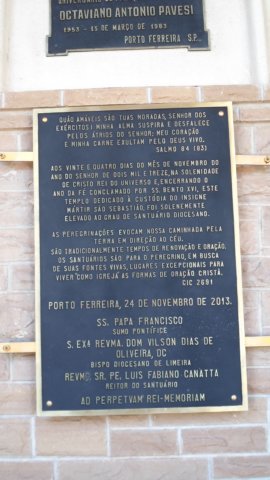 ANIVERSÁRIO
OCTAVIANO ANTONIO PAVESI
1953 - 15 DE MARÇO DE 1983
PORTO FERREIRA S.P.
QUÃO AMÁVEIS SÃO TUAS MORADAS, SENHOR DOS
EXÉRCITOS! MINHA ALMA SUSPIRA E DESFALECE
PELOS ÁTRIOS DO SENHOR; MEU CORAÇÃO
E MINHA CARNE EXULTAM PELO DEUS VIVO.
SALMO 84 (83)
AOS VINTE E QUATRO DIAS DO MÊS DE NOVEMBRO DO
ANO DO SENHOR DE DOIS MIL E TREZE, NA SOLENIDADE
DE CRISTO REI DO UNIVERSO E, ENCERRANDO O
ANO DA FÉ CONCLAMADO POR SS. BENTO XVI, ESTE
TEMPLO DEDICADO À CUSTÓDIA DO INSIGNE
MÁRTIR SÃO SEBASTIÃO, FOI SOLENEMENTE
ELEVADO AO GRAU DE SANTUÁRIO DIOCESANO.
AS PEREGRINAÇÕES EVOCAM NOSSA CAMINHADA PELA
TERRA EM DIREÇÃO AO CÉU.
SÃO TRADICIONALMENTE TEMPOS DE RENOVAÇÃO E ORAÇÃO.
OS SANTUÁRIOS SÃO PARA O PEREGRINO, EM BUSCA
DE SUAS FONTES VIVAS, LUGARES EXCEPCIONAIS PARA
VIVER COMO IGREJA AS FORMAS DE ORAÇÃO CRISTÃ.
CIC 2691
PORTO FERREIRA, 24 DE NOVEMBRO DE 2013.
SS. PAPA FRANCISCO
SUMO PONTÍFICE
S. EXª REVMA. DOM VILSON DIAS DE
OLIVEIRA, DC
BISPO DIOCESANO DE LIMEIRA
REVMO. SR. PE. LUIS FABIANO CANATTA
REITOR DO SANTUÁRIO
AD PERPETVAM REI-MEMORIAM